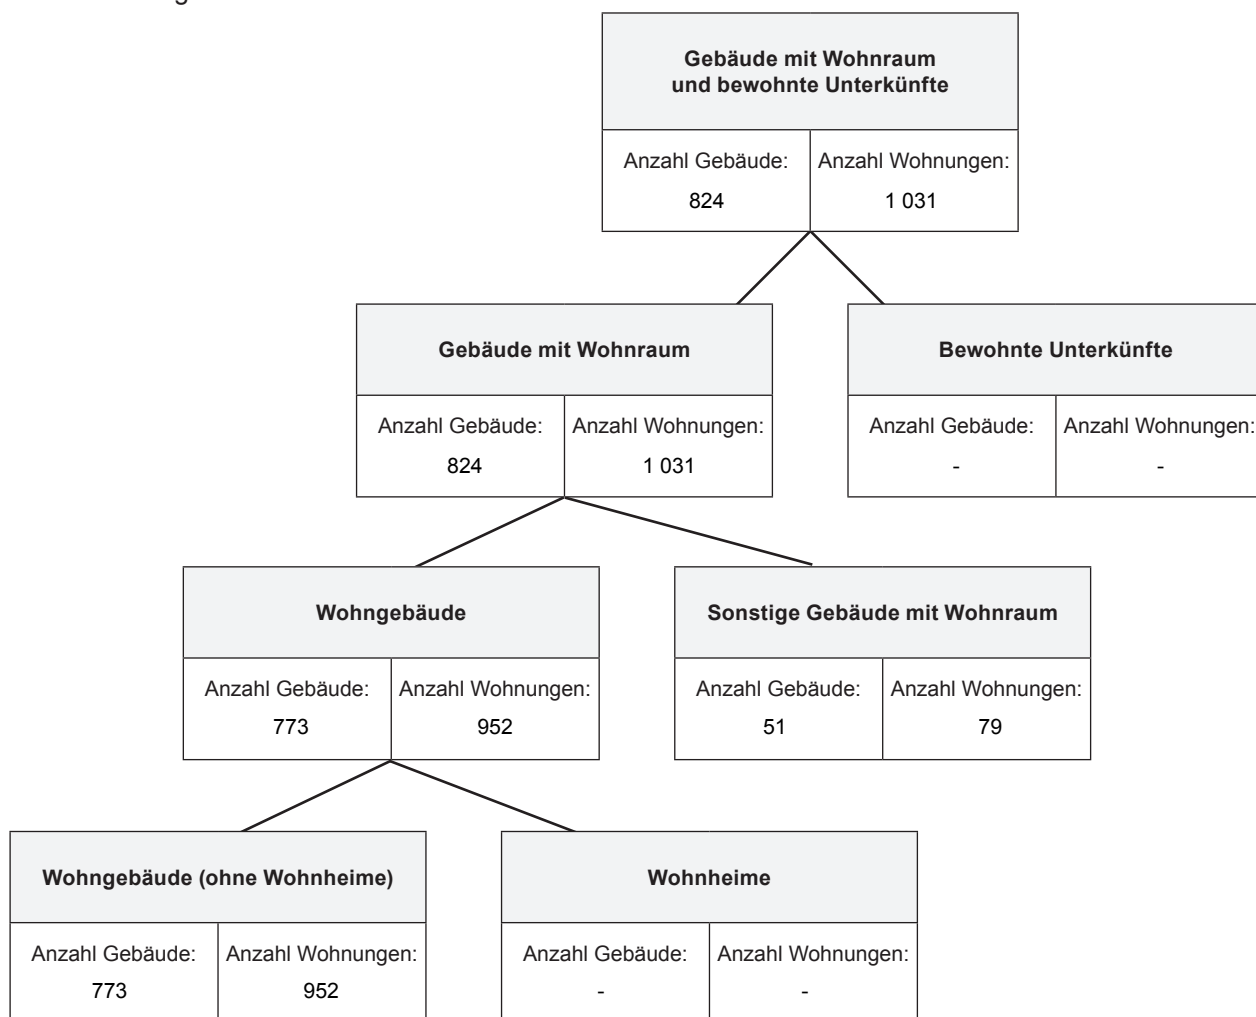 Gebäude mit Wohnraum
und bewohnte Unterkünfte
Anzahl Gebäude:
824
Anzahl Wohnungen:
1 031
Gebäude mit Wohnraum
Anzahl Gebäude:
824
Anzahl Wohnungen:
1 031
Bewohnte Unterkünfte
Anzahl Gebäude:
-
Anzahl Wohnungen:
-
Wohngebäude
Anzahl Gebäude:
773
Anzahl Wohnungen:
952
Sonstige Gebäude mit Wohnraum
Anzahl Gebäude:
51
Anzahl Wohnungen:
79
Wohngebäude (ohne Wohnheime)
Anzahl Gebäude:
773
Anzahl Wohnungen:
952
Wohnheime
Anzahl Gebäude:
-
Anzahl Wohnungen:
-